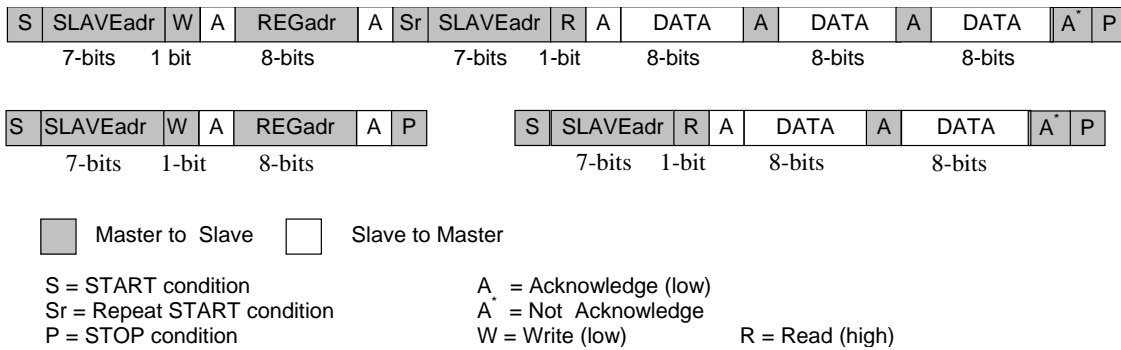 S SLAVEadr W A REGadr A Sr SLAVEadr R A DATA A DATA A DATA A* P
7-bits 1 bit 8-bits 7-bits 1-bit 8-bits 8-bits 8-bits
S SLAVEadr W A REGadr A P S SLAVEadr R A DATA A DATA A* P
7-bits 1-bit 8-bits 7-bits 1-bit 8-bits 8-bits
Master to Slave Slave to Master
S = START condition A = Acknowledge (low)
Sr = Repeat START condition A* = Not Acknowledge
P = STOP condition W = Write (low) R = Read (high)